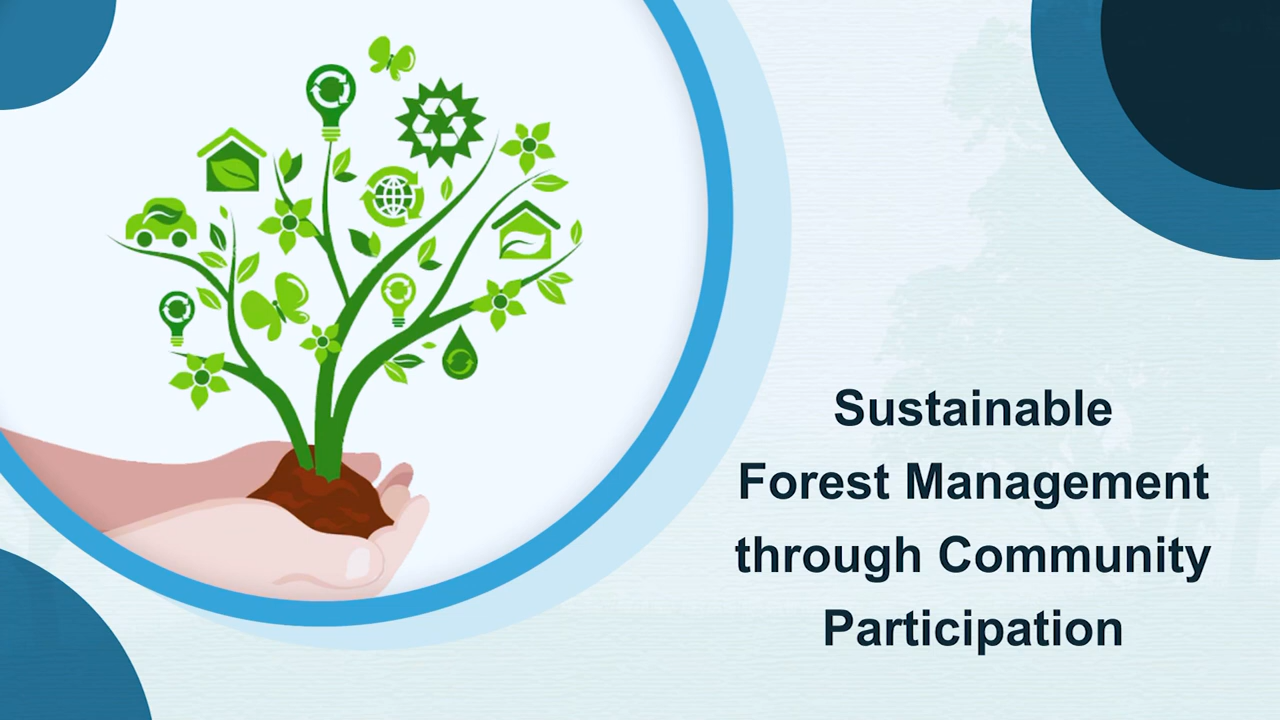 Sustainable
Forest Management
through Community
Participation